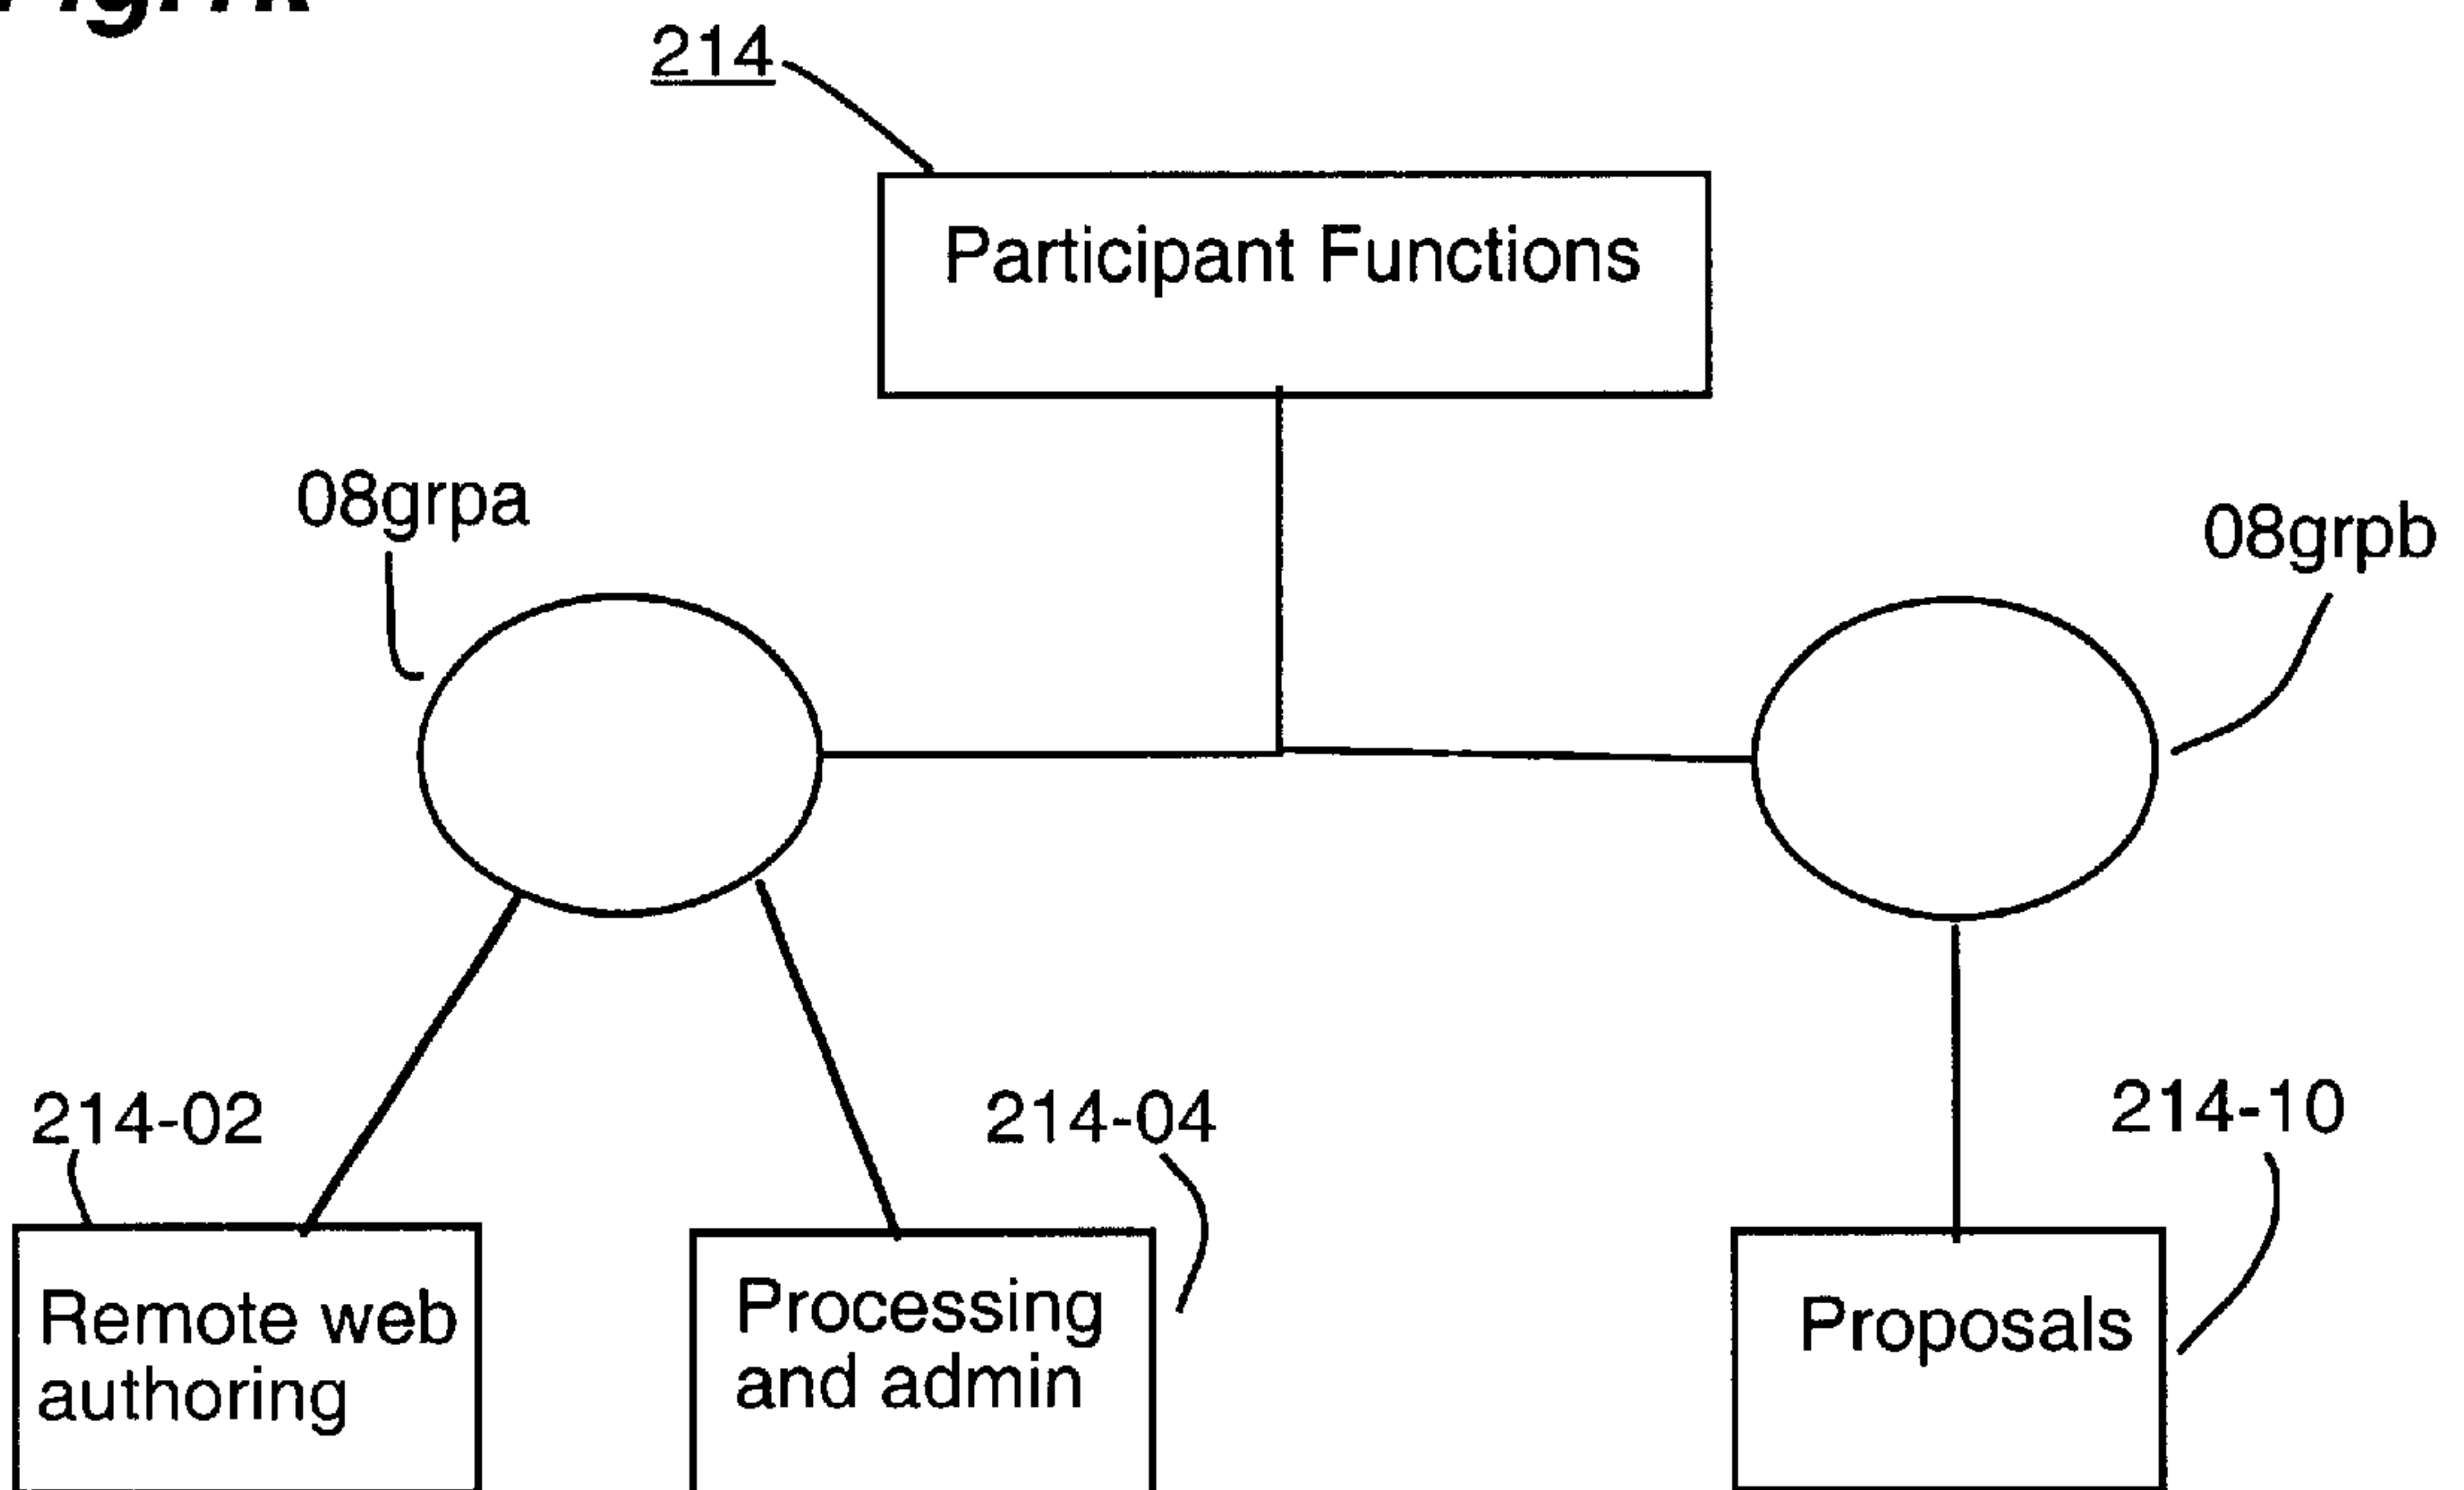 214
Participant Functions
08grpa
08grpb
214-02
214-04
214-10
Remote web
authoring
Processing
and admin
Proposals